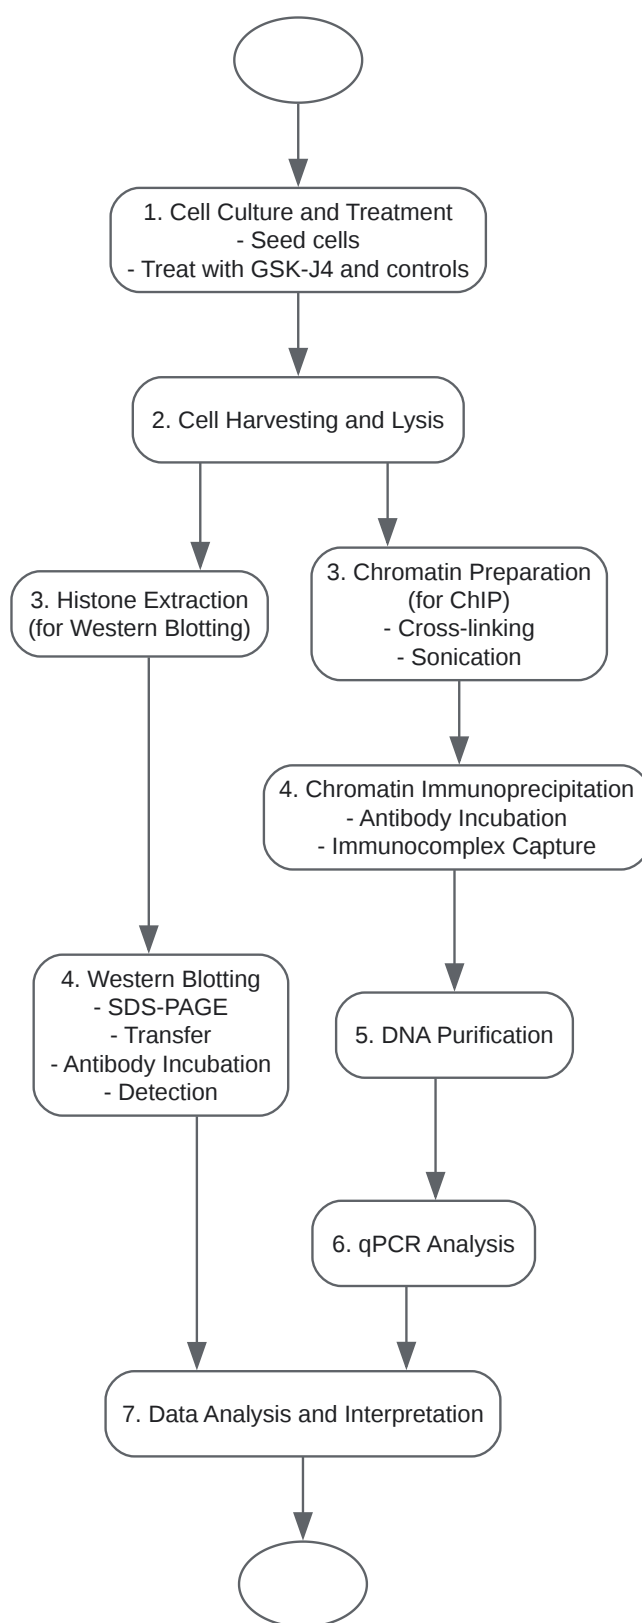 1. Cell Culture and Treatment
- Seed cells
- Treat with GSK-J4 and controls
2. Cell Harvesting and Lysis
3. Histone Extraction
(for Western Blotting)
3. Chromatin Preparation
(for ChIP)
- Cross-linking
- Sonication
4. Chromatin Immunoprecipitation
- Antibody Incubation
- Immunocomplex Capture
4. Western Blotting
- SDS-PAGE
- Transfer
- Antibody Incubation
- Detection
5. DNA Purification
6. qPCR Analysis
7. Data Analysis and Interpretation